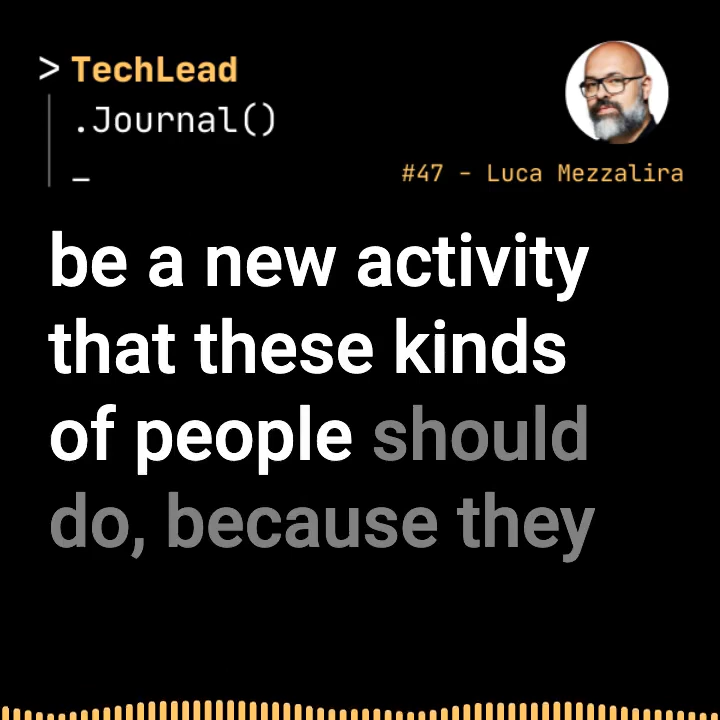 > TechLead
.Journal()
_
#47 - Luca Mezzalira
be a new activity
that these kinds
of people should
do, because they